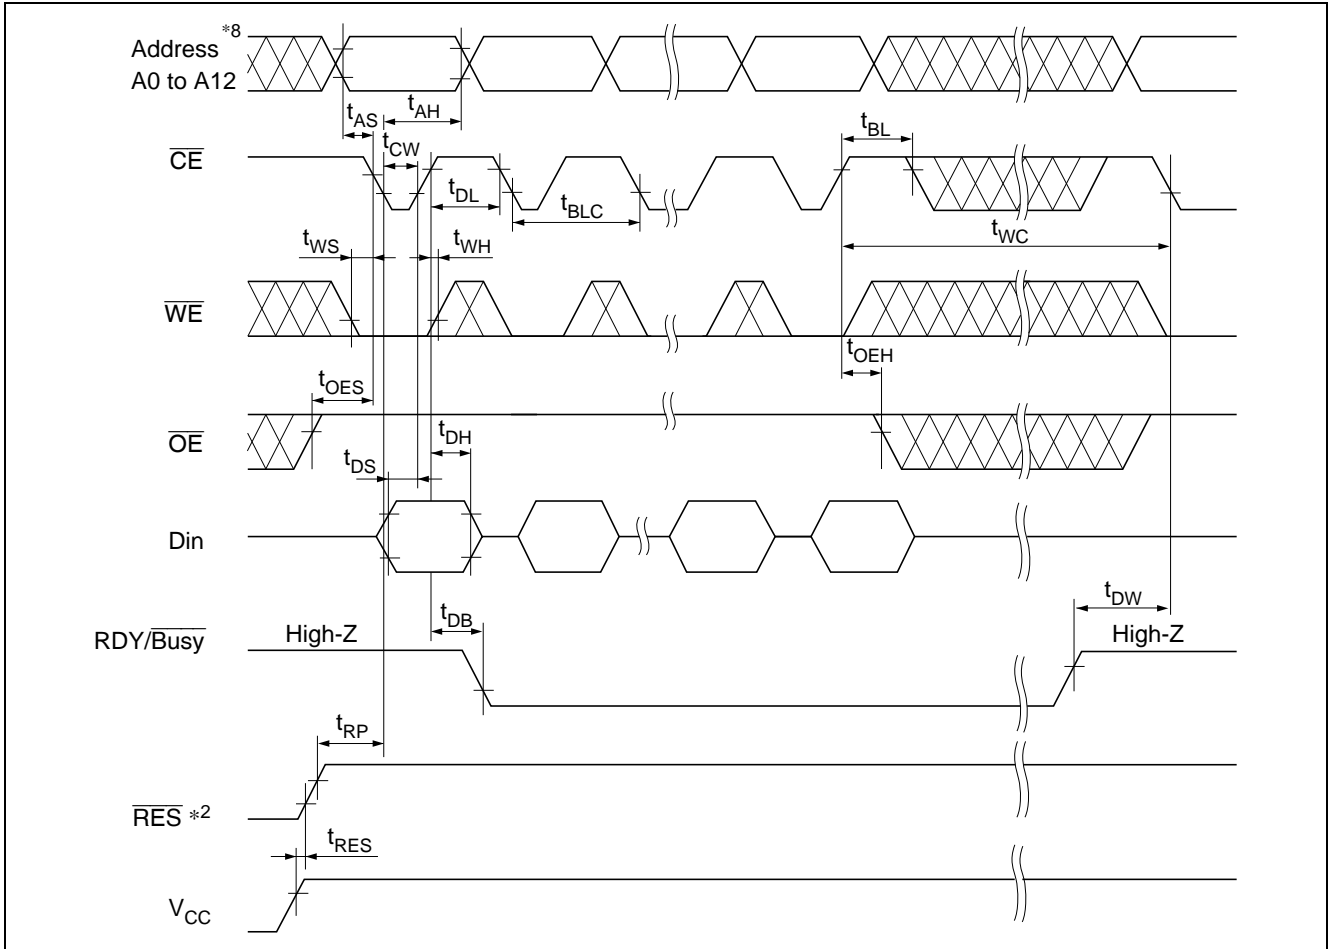 Address *8
A0 to A12
tAS
tAH
tBL
CE
tCW
tDL
tBLC
tWC
tWS
tWH
WE
tOEH
tOES
OE
tDH
tDS
Din
tDB
tDW
RDY/Busy
High-Z
High-Z
tRP
RES *2
tRES
VCC